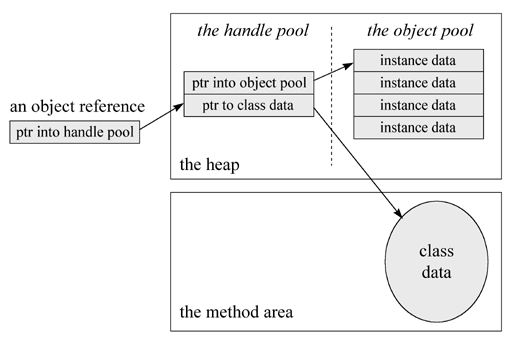 the handle pool
the object pool
instance data
ptr into object pool
instance data
ptr to class data
instance data
an object reference
ptr into handle pool
instance data
the heap
class
data
the method area